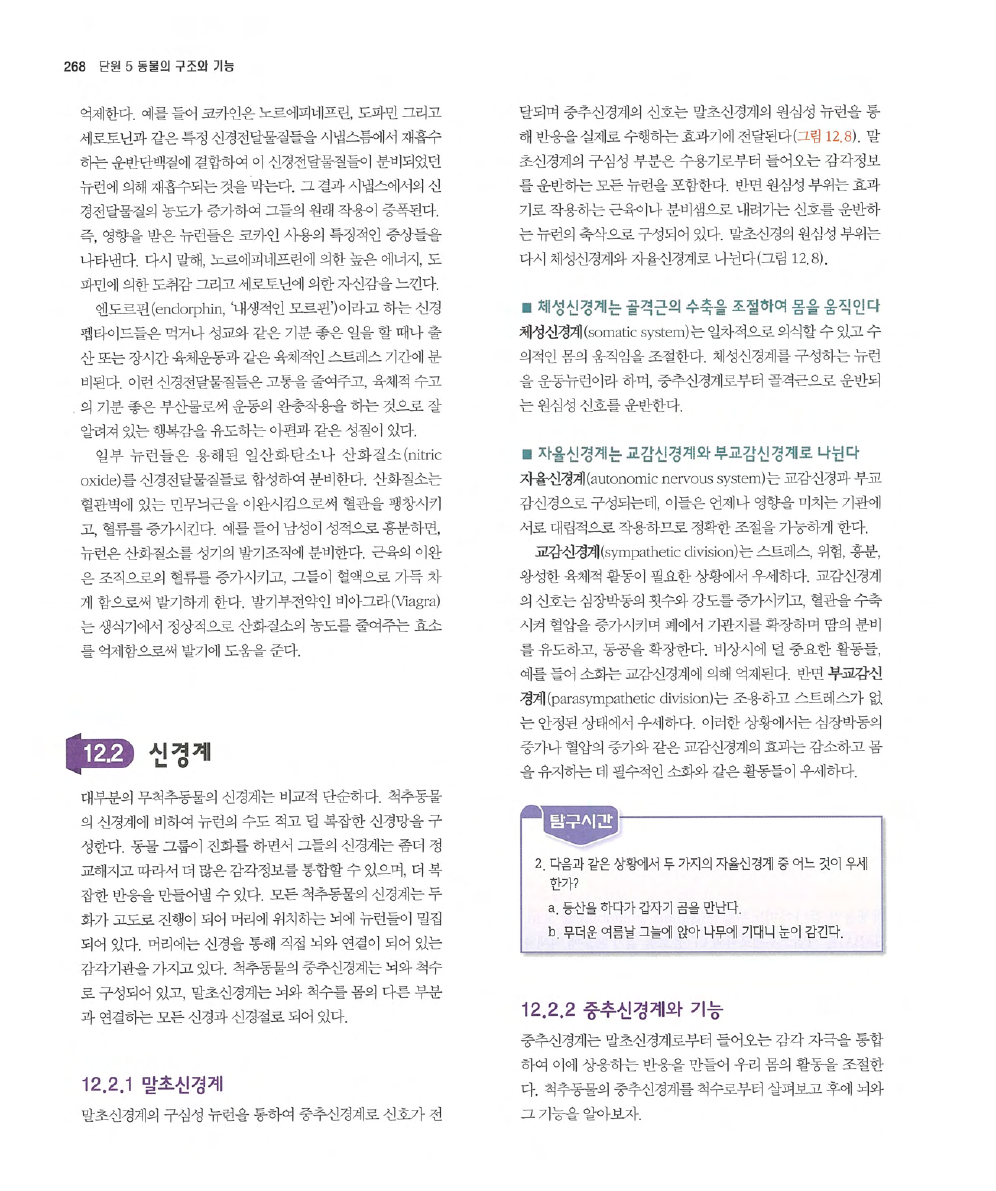 268 단원 5 동물의 구조와 기능
억제한다. 예를 들어 코카인은 노르에피네프린, 도파민 그리고
세로토닌과 같은 특정 신경전달물질들을 시냅스틈에서 재흡수
하는 운반단백질에 결합하여 이 신경전달물질들이 분비되었던
뉴런에 의해 재흡수되는 것을 막는다. 그 결과 시냅스에서의 신
경전달물질의 농도가 증가하여 그들의 원래 작용이 증폭된다.
즉, 영향을 받은 뉴런들은 코카인 사용의 특징적인 증상들을
나타낸다. 다시 말해, 노르에피네프린에 의한 높은 에너지, 도
파민에 의한 도취감 그리고 세로토닌에 의한 자신감을 느낀다.
엔도르핀(endorphin, ‘내생적인 모르핀’)이라고 하는 신경
펩타이드들은 먹거나 성교와 같은 기분 좋은 일을 할 때나 출
산 또는 장시간 육체운동과 같은 육체적인 스트레스 기간에 분
비된다. 이런 신경전달물질들은 고통을 줄여주고, 육체적 수고
의 기분 좋은 부산물로써 운동의 완충작용을 하는 것으로 잘
알려져 있는 행복감을 유도하는 아편과 같은 성질이 있다.
일부 뉴런들은 용해된 일산화탄소나 산화질소(nitric
oxide)를 신경전달물질들로 합성하여 분비한다. 산화질소는
혈관벽에 있는 민무늬근을 이완시킴으로써 혈관을 팽창시키
고, 혈류를 증가시킨다. 예를 들어 남성이 성적으로 흥분하면,
뉴런은 산화질소를 성기의 발기조직에 분비한다. 근육의 이완
은 조직으로의 혈류를 증가시키고, 그들이 혈액으로 가득 차
게 함으로써 발기하게 한다. 발기부전약인 비아그라(Viagra)
는 생식기에서 정상적으로 산화질소의 농도를 줄여주는 효소
를 억제함으로써 발기에 도움을 준다.
12.2 신경계
대부분의 무척추동물의 신경계는 비교적 단순하다. 척추동물
의 신경계에 비하여 뉴런의 수도 적고 덜 복잡한 신경망을 구
성한다. 동물 그룹이 진화를 하면서 그들의 신경계는 좀더 정
교해지고 따라서 더 많은 감각정보를 통합할 수 있으며, 더 복
잡한 반응을 만들어낼 수 있다. 모든 척추동물의 신경계는 두
화가 고도로 진행이 되어 머리에 위치하는 뇌에 뉴런들이 밀집
되어 있다. 머리에는 신경을 통해 직접 뇌와 연결이 되어 있는
감각기관을 가지고 있다. 척추동물의 중추신경계는 뇌와 척수
로 구성되어 있고, 말초신경계는 뇌와 척수를 몸의 다른 부분
과 연결하는 모든 신경과 신경절로 되어 있다.
12.2.1 말초신경계
말초신경계의 구심성 뉴런을 통하여 중추신경계로 신호가 전
달되며 중추신경계의 신호는 말초신경계의 원심성 뉴런을 통
해 반응을 실제로 수행하는 효과기에 전달된다(그림 12.8). 말
초신경계의 구심성 부분은 수용기로부터 들어오는 감각정보
를 운반하는 모든 뉴런을 포함한다. 반면 원심성 부위는 효과
기로 작용하는 근육이나 분비샘으로 내려가는 신호를 운반하
는 뉴런의 축삭으로 구성되어 있다. 말초신경의 원심성 부위는
다시 체성신경계와 자율신경계로 나뉜다(그림 12.8).
■ 체성신경계는 골격근의 수축을 조절하여 몸을 움직인다
체성신경계(somatic system)는 일차적으로 의식할 수 있고 수
의적인 몸의 움직임을 조절한다. 체성신경계를 구성하는 뉴런
을 운동뉴런이라 하며, 중추신경계로부터 골격근으로 운반되
는 원심성 신호를 운반한다.
■ 자율신경계는 교감신경계와 부교감신경계로 나뉜다
자율신경계(autonomic nervous system)는 교감신경과 부교
감신경으로 구성되는데, 이들은 언제나 영향을 미치는 기관에
서로 대립적으로 작용하므로 정확한 조절을 가능하게 한다.
교감신경계(sympathetic division)는 스트레스, 위험, 흥분,
왕성한 육체적 활동이 필요한 상황에서 우세하다. 교감신경계
의 신호는 심장박동의 횟수와 강도를 증가시키고, 혈관을 수축
시켜 혈압을 증가시키며 폐에서 기관지를 확장하며 땀의 분비
를 유도하고, 동공을 확장한다. 비상시에 덜 중요한 활동들,
예를 들어 소화는 교감신경계에 의해 억제된다. 반면 부교감신
경계(parasympathetic division)는 조용하고 스트레스가 없
는 안정된 상태에서 우세하다. 이러한 상황에서는 심장박동의
증가나 혈압의 증가와 같은 교감신경계의 효과는 감소하고 몸
을 유지하는 데 필수적인 소화와 같은 활동들이 우세하다.
탐구시간
2. 다음과 같은 상황에서 두 가지의 자율신경계 중 어느 것이 우세
한가?
a. 등산을 하다가 갑자기 곰을 만난다.
b. 무더운 여름날 그늘에 앉아 나무에 기대니 눈이 감긴다.
12.2.2 중추신경계와 기능
중추신경계는 말초신경계로부터 들어오는 감각 자극을 통합
하여 이에 상응하는 반응을 만들어 우리 몸의 활동을 조절한
다. 척추동물의 중추신경계를 척수로부터 살펴보고 후에 뇌와
그 기능을 알아보자.